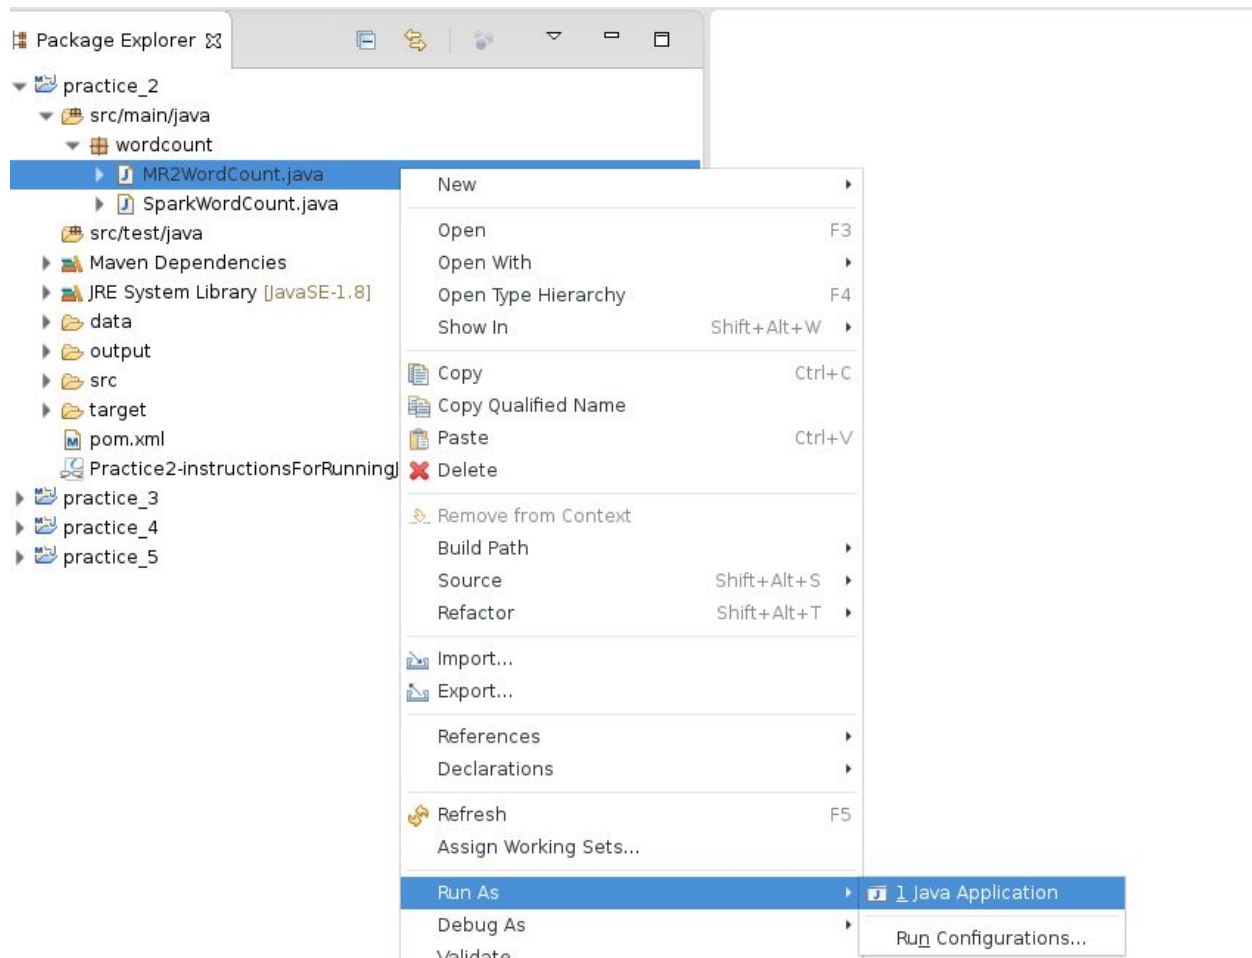 Package Explorer
practice_2
src/main/java
wordcount
MR2WordCount.java
SparkWordCount.java
src/test/java
Maven Dependencies
JRE System Library [JavaSE-1.8]
data
output
src
target
pom.xml
Practice2-instructionsForRunningJ
practice_3
practice_4
practice_5
New
Open F3
Open With
Open Type Hierarchy F4
Show In Shift+Alt+W
Copy Ctrl+C
Copy Qualified Name
Paste Ctrl+V
Delete
Remove from Context
Build Path
Source Shift+Alt+S
Refactor Shift+Alt+T
Import...
Export...
References
Declarations
Refresh F5
Assign Working Sets...
Run As
Debug As
Validate
1 Java Application
Run Configurations...